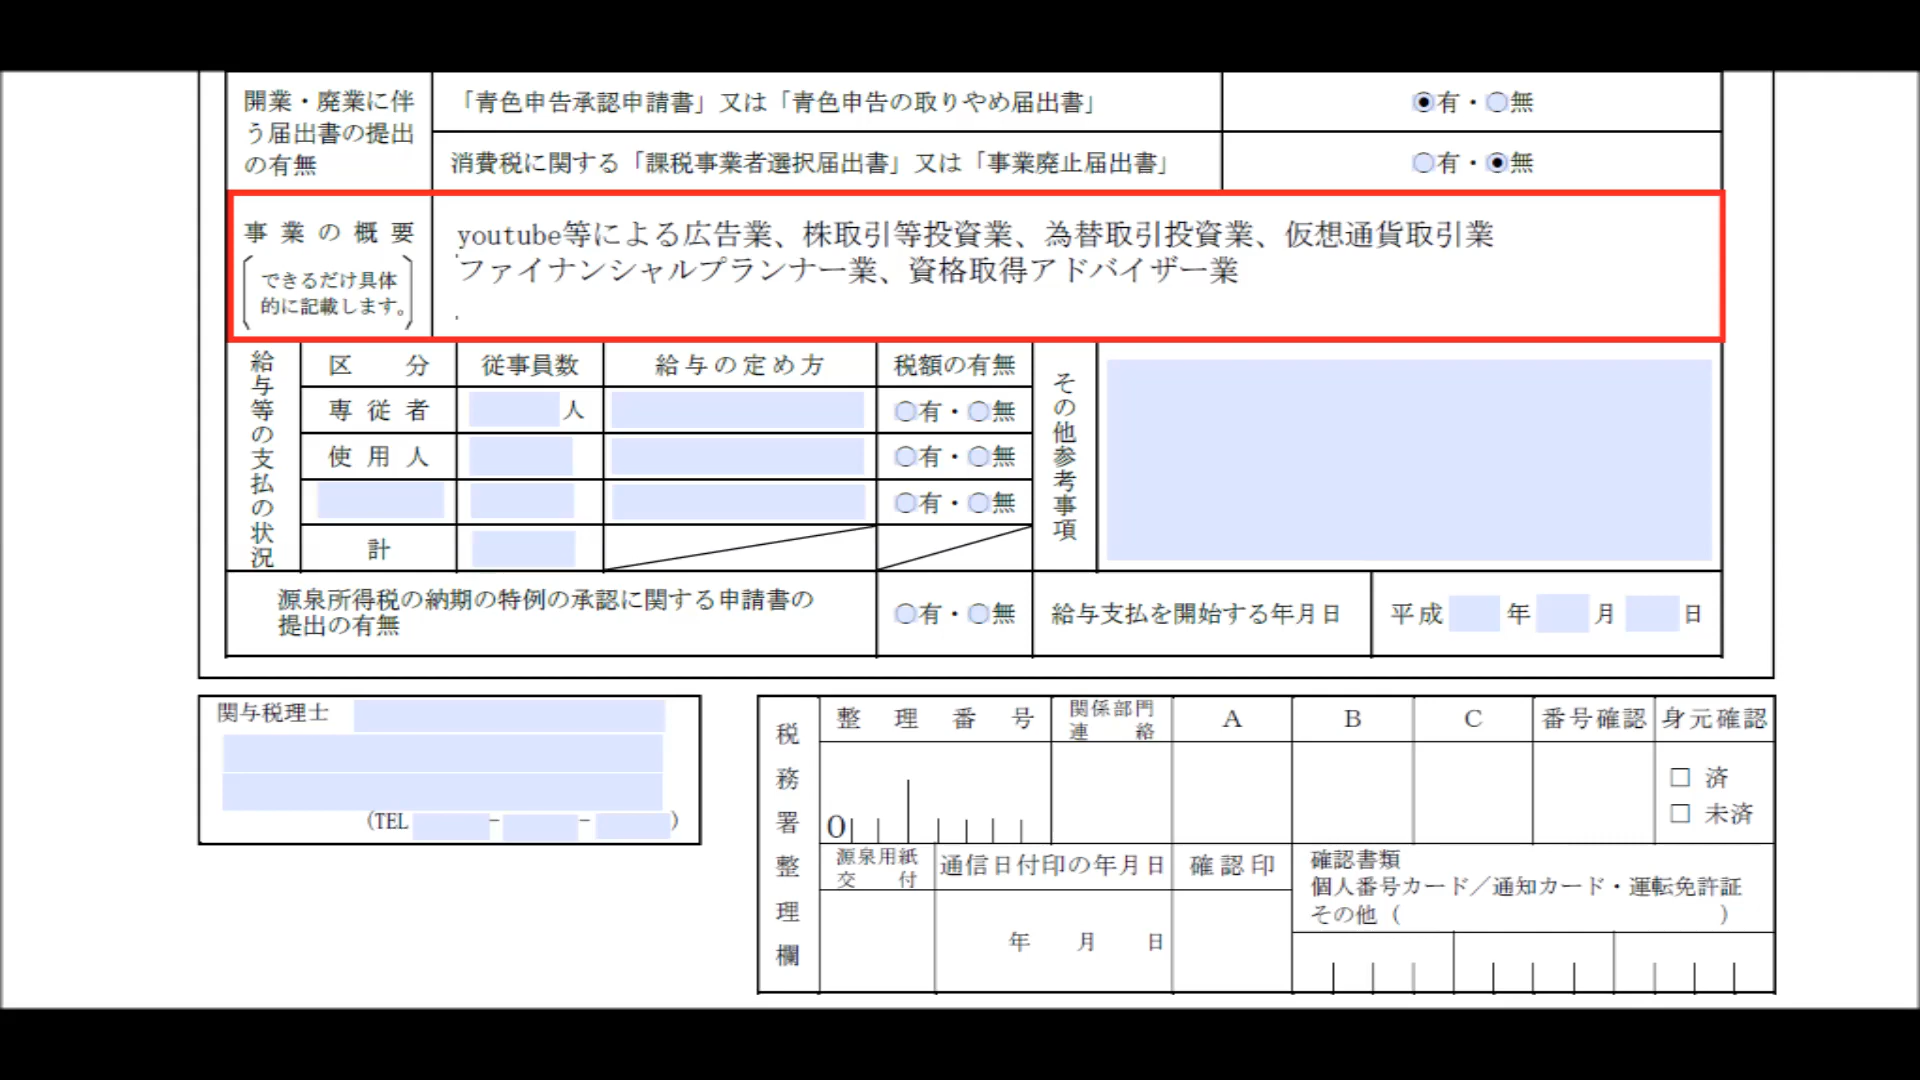 開業・廃業に伴
う届出書の提出
の有無
「青色申告承認申請書」又は「青色申告の取りやめ届出書」
有・無
消費税に関する「課税事業者選択届出書」又は「事業廃止届出書」
有・無
事業の概要
できるだけ具体
的に記載します。
youtube等による広告業、株取引等投資業、為替取引投資業、仮想通貨取引業
ファイナンシャルプランナー業、資格取得アドバイザー業
給与等の支払の状況
区分
従事員数
給与の定め方
税額の有無
専従者
人
有・無
使用人
有・無
有・無
計
その他参考事項
源泉所得税の納期の特例の承認に関する申請書の
提出の有無
有・無
給与支払を開始する年月日
平成 年 月 日
関与税理士
(TEL - - )
税務署整理欄
整理番号
関係部門
連絡
A
B
C
番号確認
身元確認
0
□ 済
□ 未済
源泉用紙
交付
通信日付印の年月日
確認印
年 月 日
確認書類
個人番号カード／通知カード・運転免許証
その他（ ）